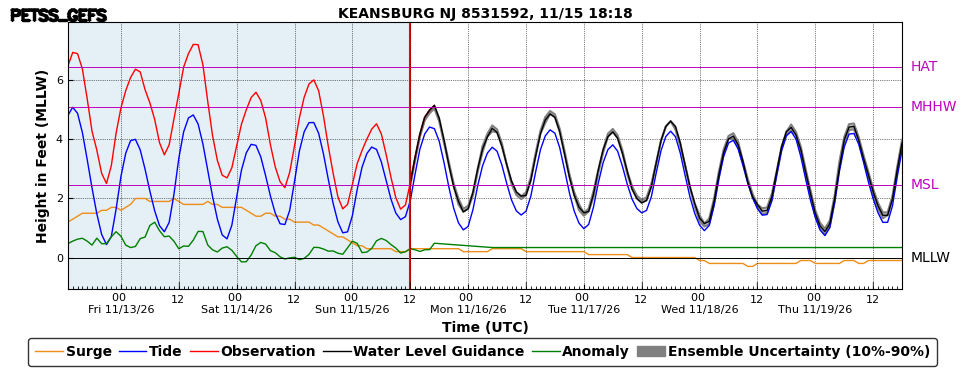 PETSS_GEFS
KEANSBURG NJ 8531592, 11/15 18:18
Height in Feet (MLLW)
6
4
2
0
HAT
MHHW
MSL
MLLW
00 12 00 12 00 12 00 12 00 12 00 12 00 12
Fri 11/13/26 Sat 11/14/26 Sun 11/15/26 Mon 11/16/26 Tue 11/17/26 Wed 11/18/26 Thu 11/19/26
Time (UTC)
Surge Tide Observation Water Level Guidance Anomaly Ensemble Uncertainty (10%-90%)